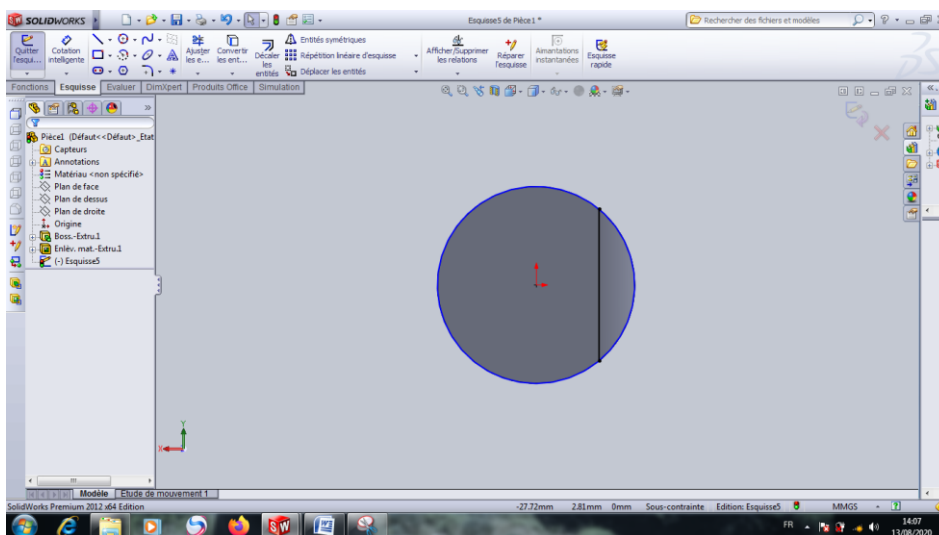 SOLIDWORKS
Esquisse5 de Pièce1 *
Rechercher des fichiers et modèles
Quitter l'esqui...
Cotation intelligente
Ajuster les e...
Convertir les ent...
Décaler les entités
Entités symétriques
Répétition linéaire d'esquisse
Déplacer les entités
Afficher/Supprimer les relations
Réparer l'esquisse
Aimantations instantanées
Esquisse rapide
Fonctions Esquisse Evaluer DimXpert Produits Office Simulation
Pièce1 (Défaut<<Défaut>_Etat
Capteurs
Annotations
Matériau <non spécifié>
Plan de face
Plan de dessus
Plan de droite
Origine
Boss.-Extru.1
Enlèv. mat.-Extru.1
(-) Esquisse5
Y
X
Modèle Etude de mouvement 1
SolidWorks Premium 2012 x64 Edition -27.72mm 2.81mm 0mm Sous-contrainte Edition: Esquisse5 MMGS
FR 14:07
13/08/2020